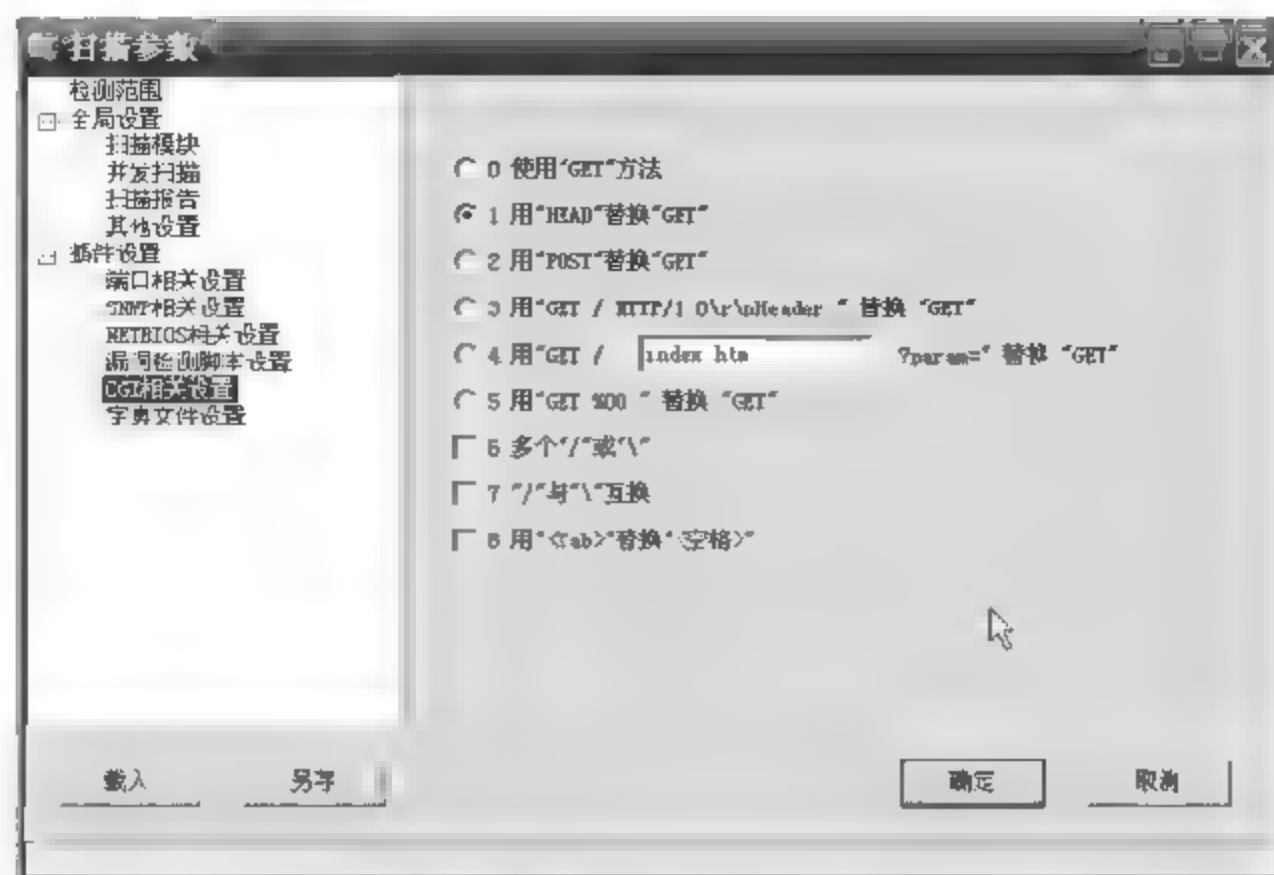 扫描参数
检测范围
全局设置
扫描模块
并发扫描
扫描报告
其他设置
插件设置
端口相关设置
SNMP相关设置
NETBIOS相关设置
漏洞检测脚本设置
CGI相关设置
字典文件设置
0 使用"GET"方法
1 用"HEAD"替换"GET"
2 用"POST"替换"GET"
3 用"GET / HTTP/1 0\r\nHeader " 替换 "GET"
4 用"GET / index htm ?param=" 替换 "GET"
5 用"GET %00 " 替换 "GET"
6 多个"/"或"\"
7 "/"与"\"互换
8 用"<Tab>"替换"<空格>"
载入 另存 确定 取消